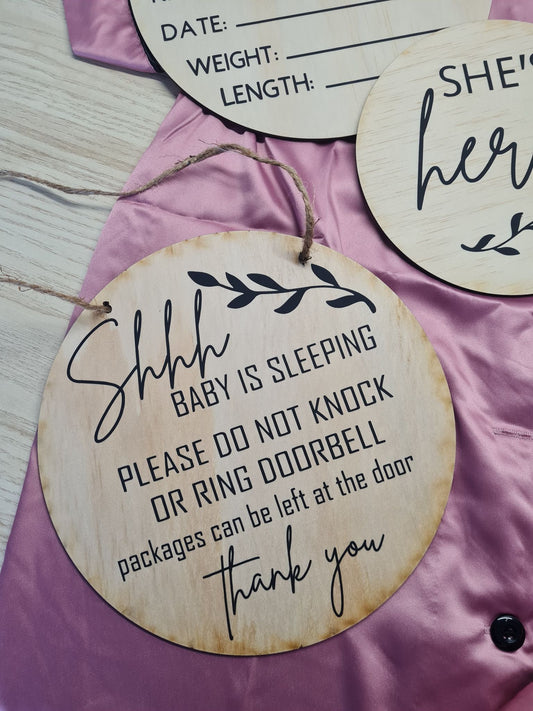 DATE:
WEIGHT:
LENGTH:
SHE'S
her
Shhh
BABY IS SLEEPING
PLEASE DO NOT KNOCK
OR RING DOORBELL
packages can be left at the door
thank you